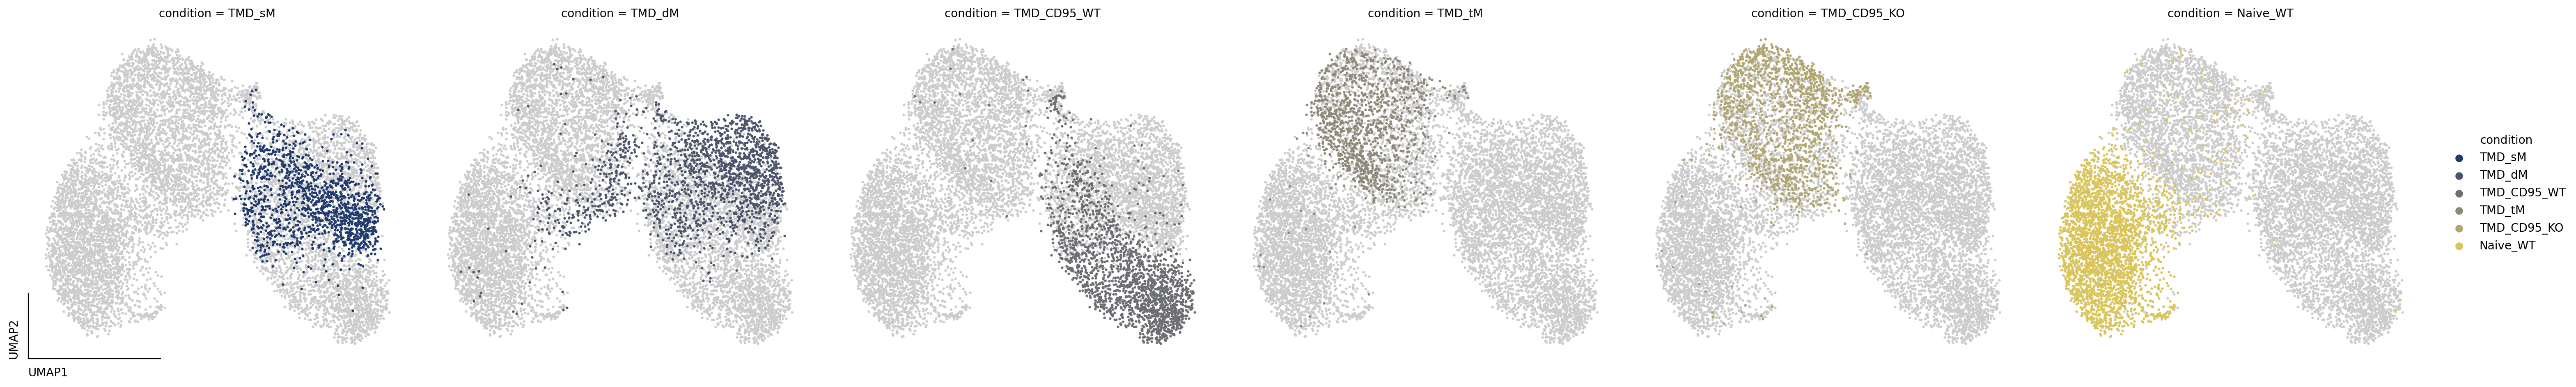 condition = TMD_sM
condition = TMD_dM
condition = TMD_CD95_WT
condition = TMD_tM
condition = TMD_CD95_KO
condition = Naive_WT
condition
TMD_sM
TMD_dM
TMD_CD95_WT
TMD_tM
TMD_CD95_KO
Naive_WT
UMAP2
UMAP1